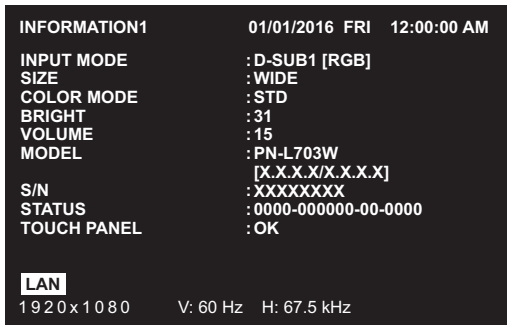 INFORMATION1 01/01/2016 FRI 12:00:00 AM
INPUT MODE :D-SUB1 [RGB]
SIZE :WIDE
COLOR MODE :STD
BRIGHT :31
VOLUME :15
MODEL :PN-L703W
[X.X.X.X/X.X.X.X]
S/N :XXXXXXXX
STATUS :0000-000000-00-0000
TOUCH PANEL :OK
LAN
1920x1080 V: 60 Hz H: 67.5 kHz